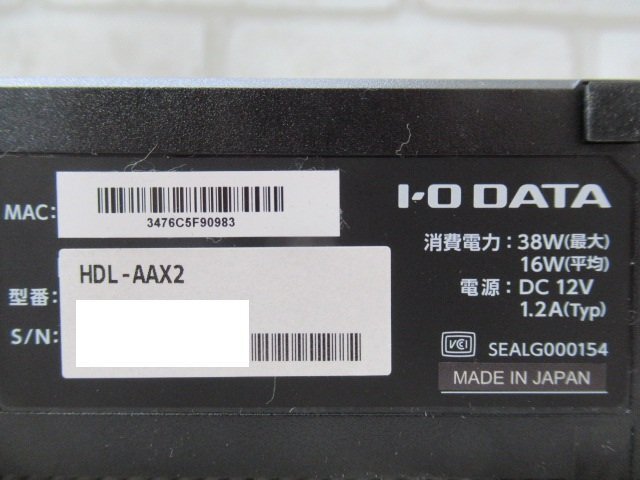 MAC:
3476C5F90983
I-O DATA
型番:
HDL-AAX2
S/N:
消費電力：38W(最大)
16W(平均)
電源：DC 12V
1.2A(Typ)
VCCI SEALG000154
MADE IN JAPAN